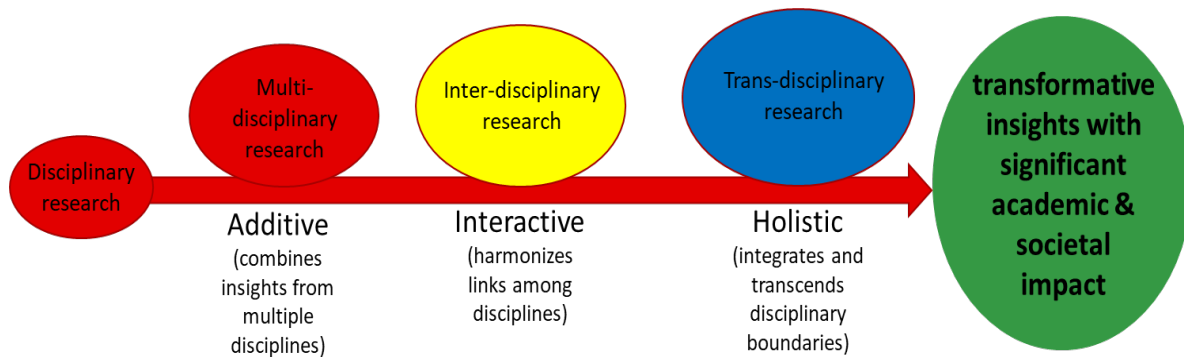 Disciplinary
research
Multi-
disciplinary
research
Additive
(combines
insights from
multiple
disciplines)
Inter-disciplinary
research
Interactive
(harmonizes
links among
disciplines)
Trans-disciplinary
research
Holistic
(integrates and
transcends
disciplinary
boundaries)
transformative
insights with
significant
academic &
societal
impact